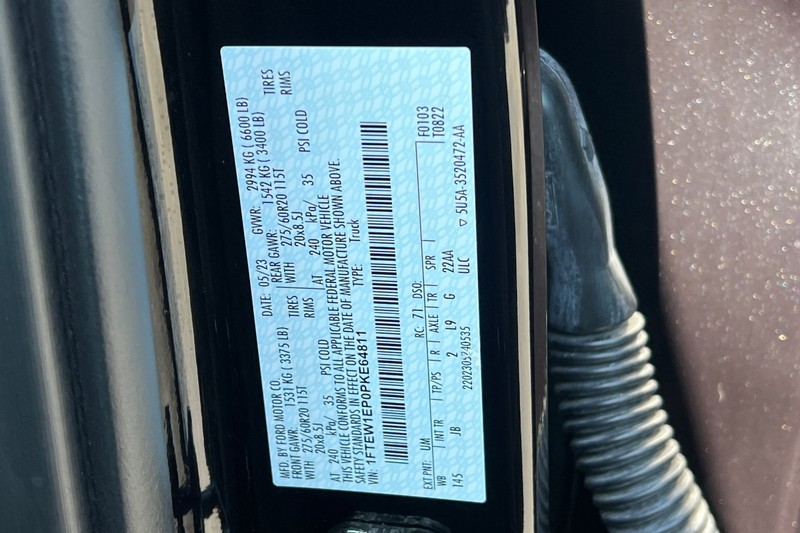 MFD. BY FORD MOTOR CO. DATE: 05/23 GVWR: 2994 KG ( 6600 LB)
FRONT GAWR: 1531 KG ( 3375 LB) REAR GAWR: 1542 KG ( 3400 LB)
WITH 275/60R20 115T TIRES WITH 275/60R20 115T TIRES
20x8.5J RIMS 20x8.5J RIMS
AT 240 kPa/ 35 PSI COLD AT 240 kPa/ 35 PSI COLD
THIS VEHICLE CONFORMS TO ALL APPLICABLE FEDERAL MOTOR VEHICLE
SAFETY STANDARDS IN EFFECT ON THE DATE OF MANUFACTURE SHOWN ABOVE.
VIN: 1FTEW1EP0PKE64811 TYPE: Truck
F0103
T0822
EXT PNT: UM RC: 71 DSO:
WB INT TR TP/PS R AXLE TR SPR
145 JB 2 L9 G 22AA
2202305240535 ULC ▽ 5U5A-3520472-AA